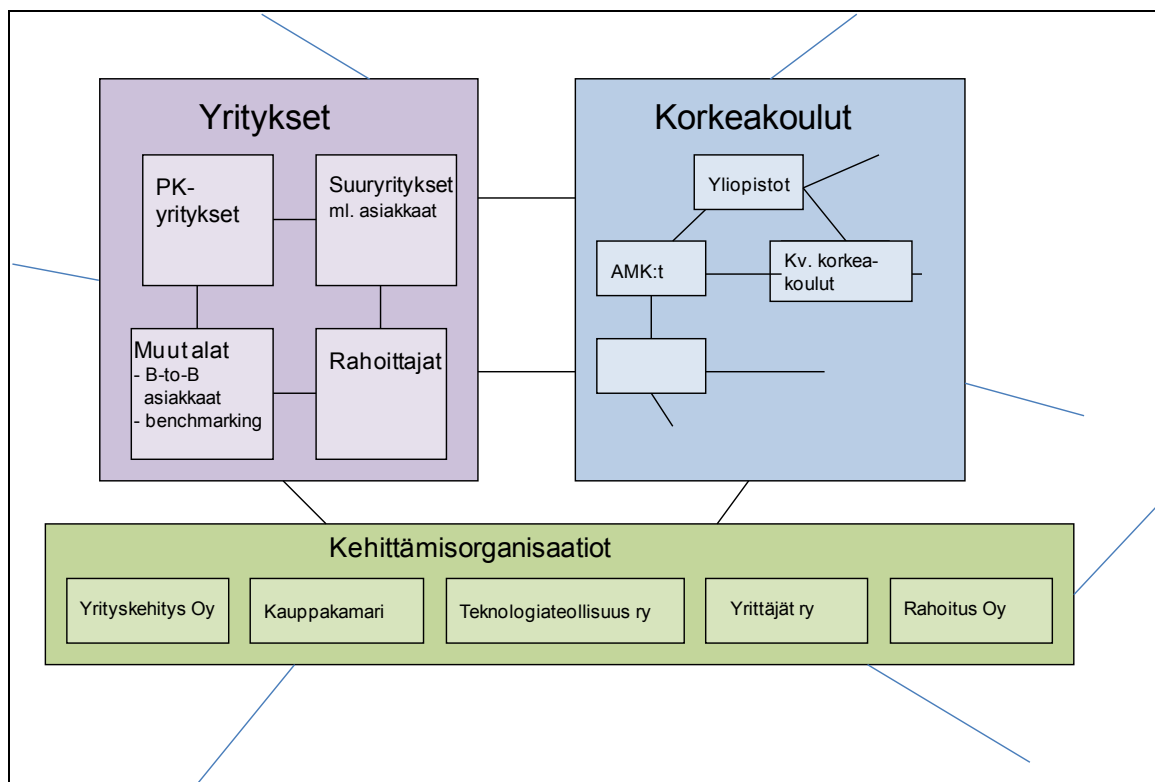 Yritykset
PK-
yritykset
Suuryritykset
ml. asiakkaat
Muut alat
- B-to-B
asiakkaat
- benchmarking
Rahoittajat
Korkeakoulut
Yliopistot
AMK:t
Kv. korkea-
koulut
Kehittämisorganisaatiot
Yrityskehitys Oy
Kauppakamari
Teknologiateollisuus ry
Yrittäjät ry
Rahoitus Oy